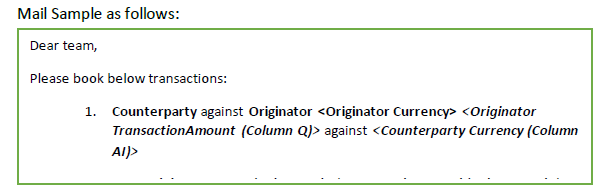 Mail Sample as follows:
Dear team,
Please book below transactions:
1. Counterparty against Originator <Originator Currency> <Originator
TransactionAmount (Column Q)> against <Counterparty Currency (Column
AI)>